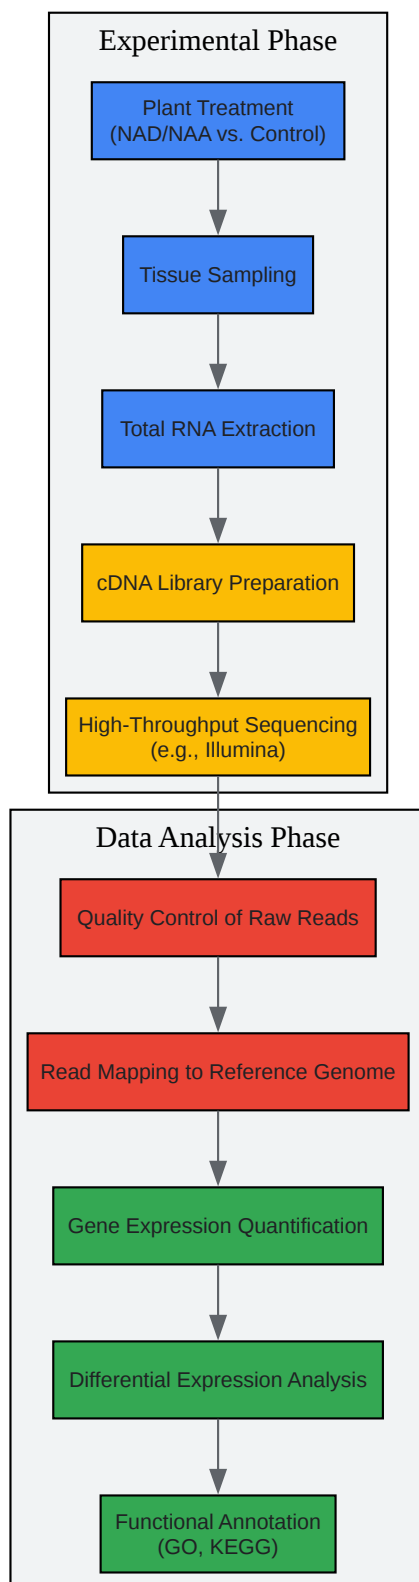 Experimental Phase
Plant Treatment
(NAD/NAA vs. Control)
Tissue Sampling
Total RNA Extraction
cDNA Library Preparation
High-Throughput Sequencing
(e.g., Illumina)
Data Analysis Phase
Quality Control of Raw Reads
Read Mapping to Reference Genome
Gene Expression Quantification
Differential Expression Analysis
Functional Annotation
(GO, KEGG)